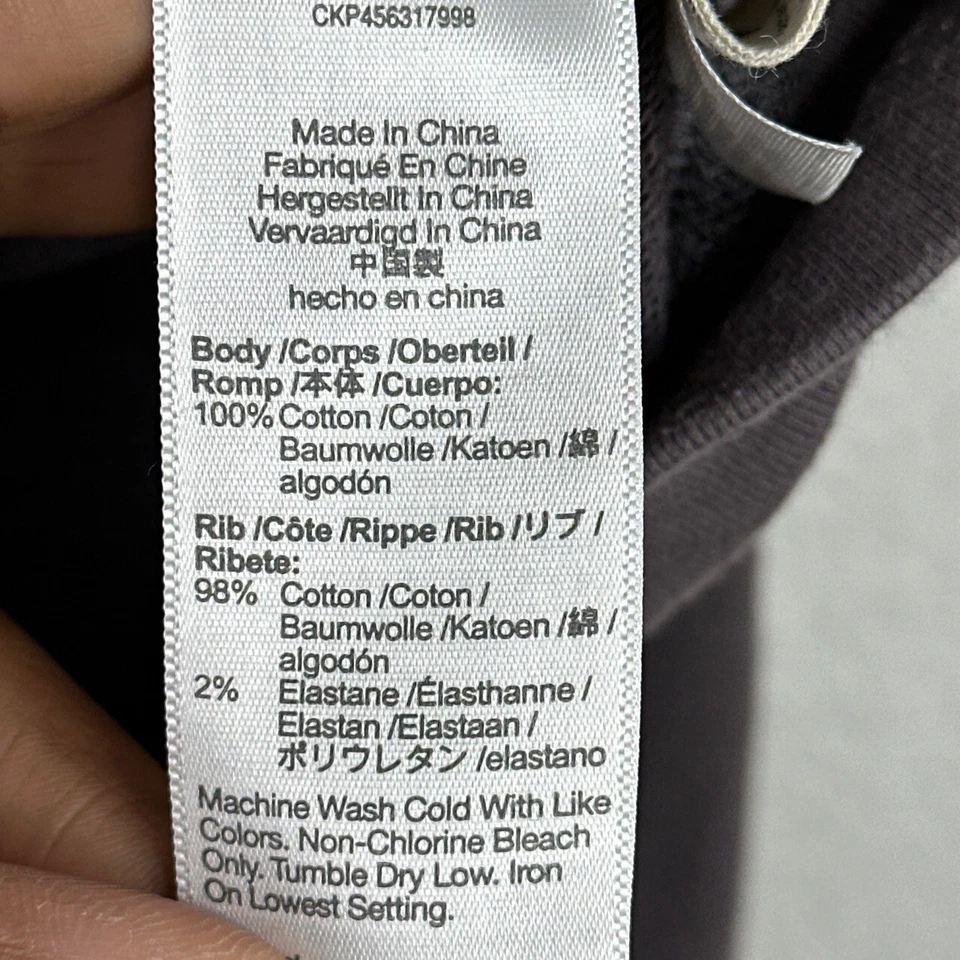 CKP456317998
Made In China
Fabriqué En Chine
Hergestellt In China
Vervaardigd In China
中国製
hecho en china
Body /Corps /Oberteil /
Romp /本体 /Cuerpo:
100% Cotton /Coton /
Baumwolle /Katoen /綿 /
algodón
Rib /Côte /Rippe /Rib /リブ /
Ribete:
98% Cotton /Coton /
Baumwolle /Katoen /綿 /
algodón
2% Elastane /Élasthanne /
Elastan /Elastaan /
ポリウレタン /elastano
Machine Wash Cold With Like
Colors. Non-Chlorine Bleach
Only. Tumble Dry Low. Iron
On Lowest Setting.